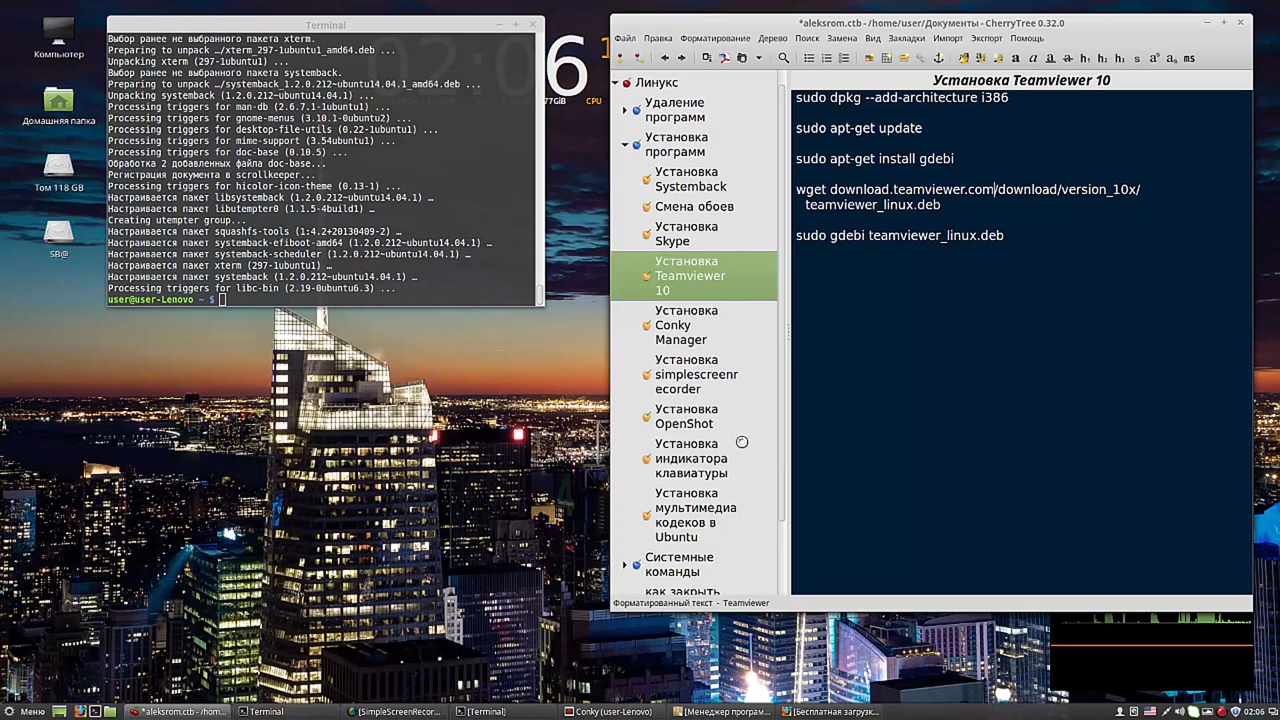 Компьютер
Домашняя папка
Том 118 GB
SB@
Terminal
Выбор ранее не выбранного пакета xterm.
Preparing to unpack …/xterm_297-1ubuntu1_amd64.deb ...
Unpacking xterm (297-1ubuntu1) ...
Выбор ранее не выбранного пакета systemback.
Preparing to unpack …/systemback_1.2.0.212~ubuntu14.04.1_amd64.deb ...
Unpacking systemback (1.2.0.212~ubuntu14.04.1) ...
Processing triggers for man-db (2.6.7.1-1ubuntu1) ...
Processing triggers for gnome-menus (3.10.1-0ubuntu2) ...
Processing triggers for desktop-file-utils (0.22-1ubuntu1) ...
Processing triggers for mime-support (3.54ubuntu1) ...
Processing triggers for doc-base (0.10.5) ...
Обработка 2 добавленных файла doc-base...
Регистрация документа в scrollkeeper...
Processing triggers for hicolor-icon-theme (0.13-1) ...
Настраивается пакет libsystemback (1.2.0.212~ubuntu14.04.1) …
Настраивается пакет libutempter0 (1.1.5-4build1) …
Creating utempter group...
Настраивается пакет squashfs-tools (1:4.2+20130409-2) …
Настраивается пакет systemback-efiboot-amd64 (1.2.0.212~ubuntu14.04.1) …
Настраивается пакет systemback-scheduler (1.2.0.212~ubuntu14.04.1) …
Настраивается пакет xterm (297-1ubuntu1) …
Настраивается пакет systemback (1.2.0.212~ubuntu14.04.1) …
Processing triggers for libc-bin (2.19-0ubuntu6.3) ...
user@user-Lenovo ~ $
6
77GiB
CPU
*aleksrom.ctb - /home/user/Документы - CherryTree 0.32.0
Файл Правка Форматирование Дерево Поиск Замена Вид Закладки Импорт Экспорт Помощь
a a a a a h₁ h₂ h₃ s aˢ aₛ ms
Линукс
Удаление
программ
Установка
программ
Установка
Systemback
Смена обоев
Установка
Skype
Установка
Teamviewer
10
Установка
Conky
Manager
Установка
simplescreenr
ecorder
Установка
OpenShot
Установка
индикатора
клавиатуры
Установка
мультимедиа
кодеков в
Ubuntu
Системные
команды
как закрыть
Установка Teamviewer 10
sudo dpkg --add-architecture i386
sudo apt-get update
sudo apt-get install gdebi
wget download.teamviewer.com/download/version_10x/
teamviewer_linux.deb
sudo gdebi teamviewer_linux.deb
Форматированный текст - Teamviewer
Меню
*aleksrom.ctb - /hom...
Terminal
[SimpleScreenRecor...
[Terminal]
Conky (user-Lenovo)
[Менеджер програм...
[Бесплатная загрузк...
02:06